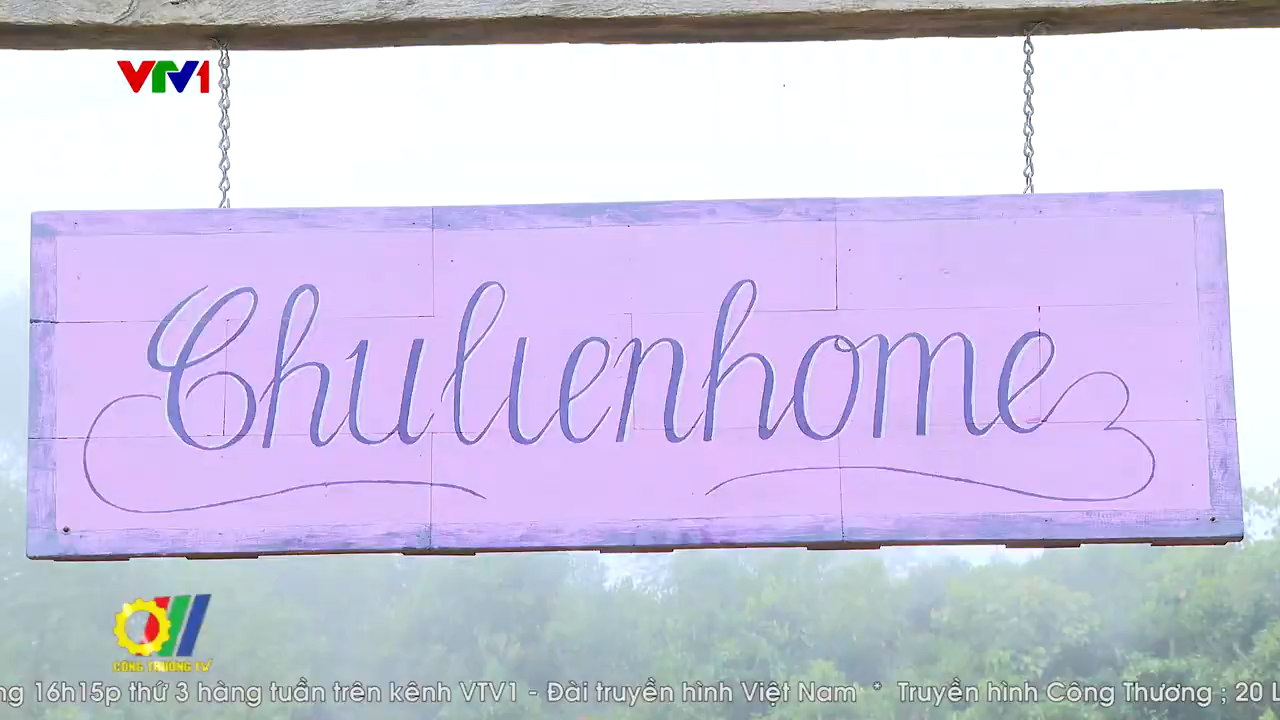 VTV1
Chulienhome
CÔNG THƯƠNG TV
ng 16h15p thứ 3 hàng tuần trên kênh VTV1 - Đài truyền hình Việt Nam * Truyền hình Công Thương ; 20 L